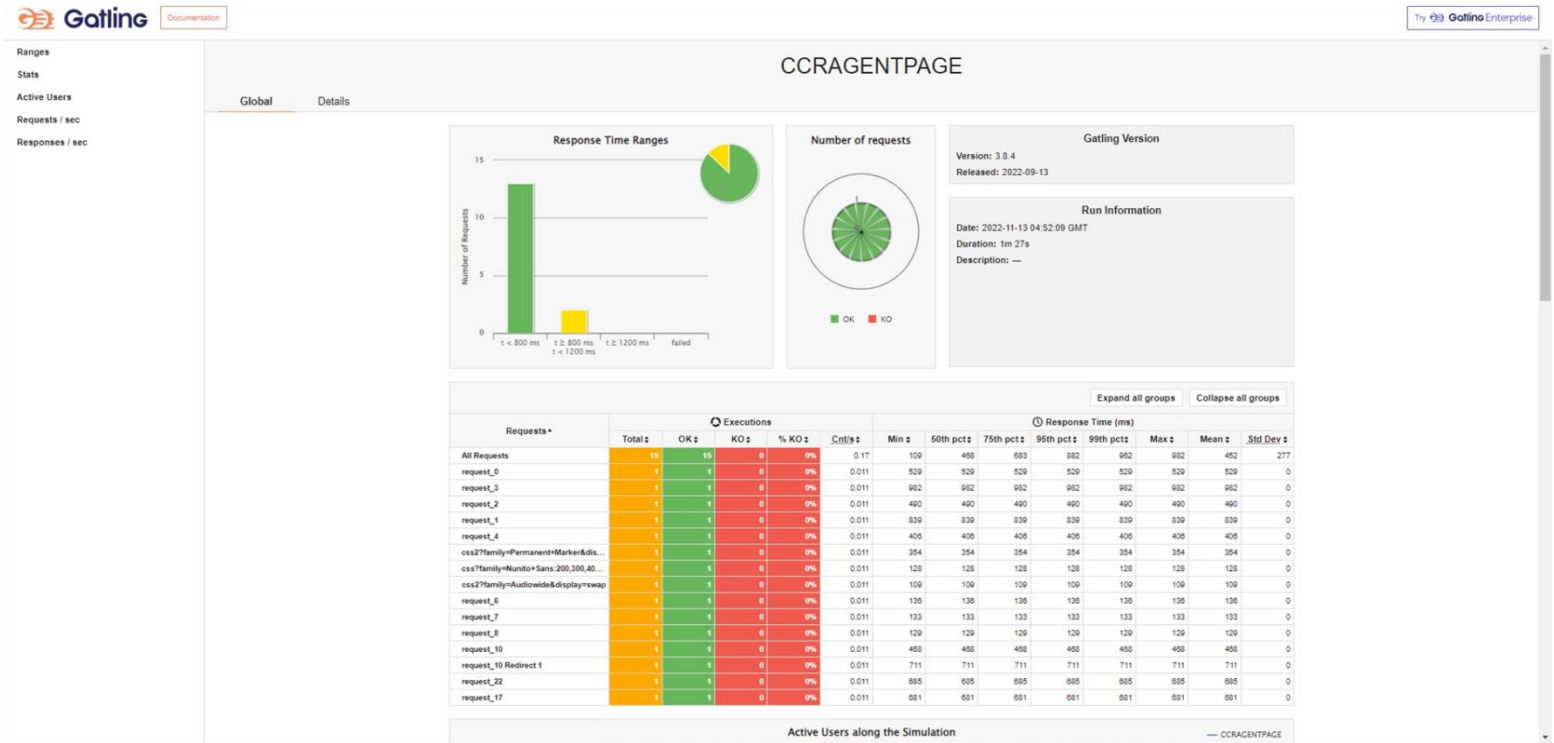 Gatling Documentation Try Gatling Enterprise
Ranges
Stats
Active Users
Requests / sec
Responses / sec
CCRAGENTPAGE
Global Details
Response Time Ranges
Number of Requests
15
10
5
0
t < 800 ms t ≥ 800 ms t < 1200 ms t ≥ 1200 ms failed
Number of requests
OK KO
Gatling Version
Version: 3.8.4
Released: 2022-09-13
Run Information
Date: 2022-11-13 04:52:09 GMT
Duration: 1m 27s
Description: —
Expand all groups Collapse all groups
Requests Executions Response Time (ms)
Total OK KO % KO Cnt/s Min 50th pct 75th pct 95th pct 99th pct Max Mean Std Dev
All Requests 15 15 0 0% 0.17 109 468 683 882 962 982 452 277
request_0 1 1 0 0% 0.011 529 529 529 529 529 529 529 0
request_3 1 1 0 0% 0.011 982 982 982 982 982 982 982 0
request_2 1 1 0 0% 0.011 490 490 490 490 490 490 490 0
request_1 1 1 0 0% 0.011 839 839 839 839 839 839 839 0
request_4 1 1 0 0% 0.011 406 406 406 406 406 406 406 0
css2?family=Permanent+Marker&dis... 1 1 0 0% 0.011 354 354 354 354 354 354 354 0
css?family=Nunito+Sans:200,300,40... 1 1 0 0% 0.011 128 128 128 128 128 128 128 0
css2?family=Audiowide&display=swap 1 1 0 0% 0.011 109 109 109 109 109 109 109 0
request_6 1 1 0 0% 0.011 136 136 136 136 136 136 136 0
request_7 1 1 0 0% 0.011 133 133 133 133 133 133 133 0
request_8 1 1 0 0% 0.011 129 129 129 129 129 129 129 0
request_10 1 1 0 0% 0.011 468 468 468 468 468 468 468 0
request_10 Redirect 1 1 1 0 0% 0.011 711 711 711 711 711 711 711 0
request_22 1 1 0 0% 0.011 685 685 685 685 685 685 685 0
request_17 1 1 0 0% 0.011 681 681 681 681 681 681 681 0
Active Users along the Simulation
CCRAGENTPAGE